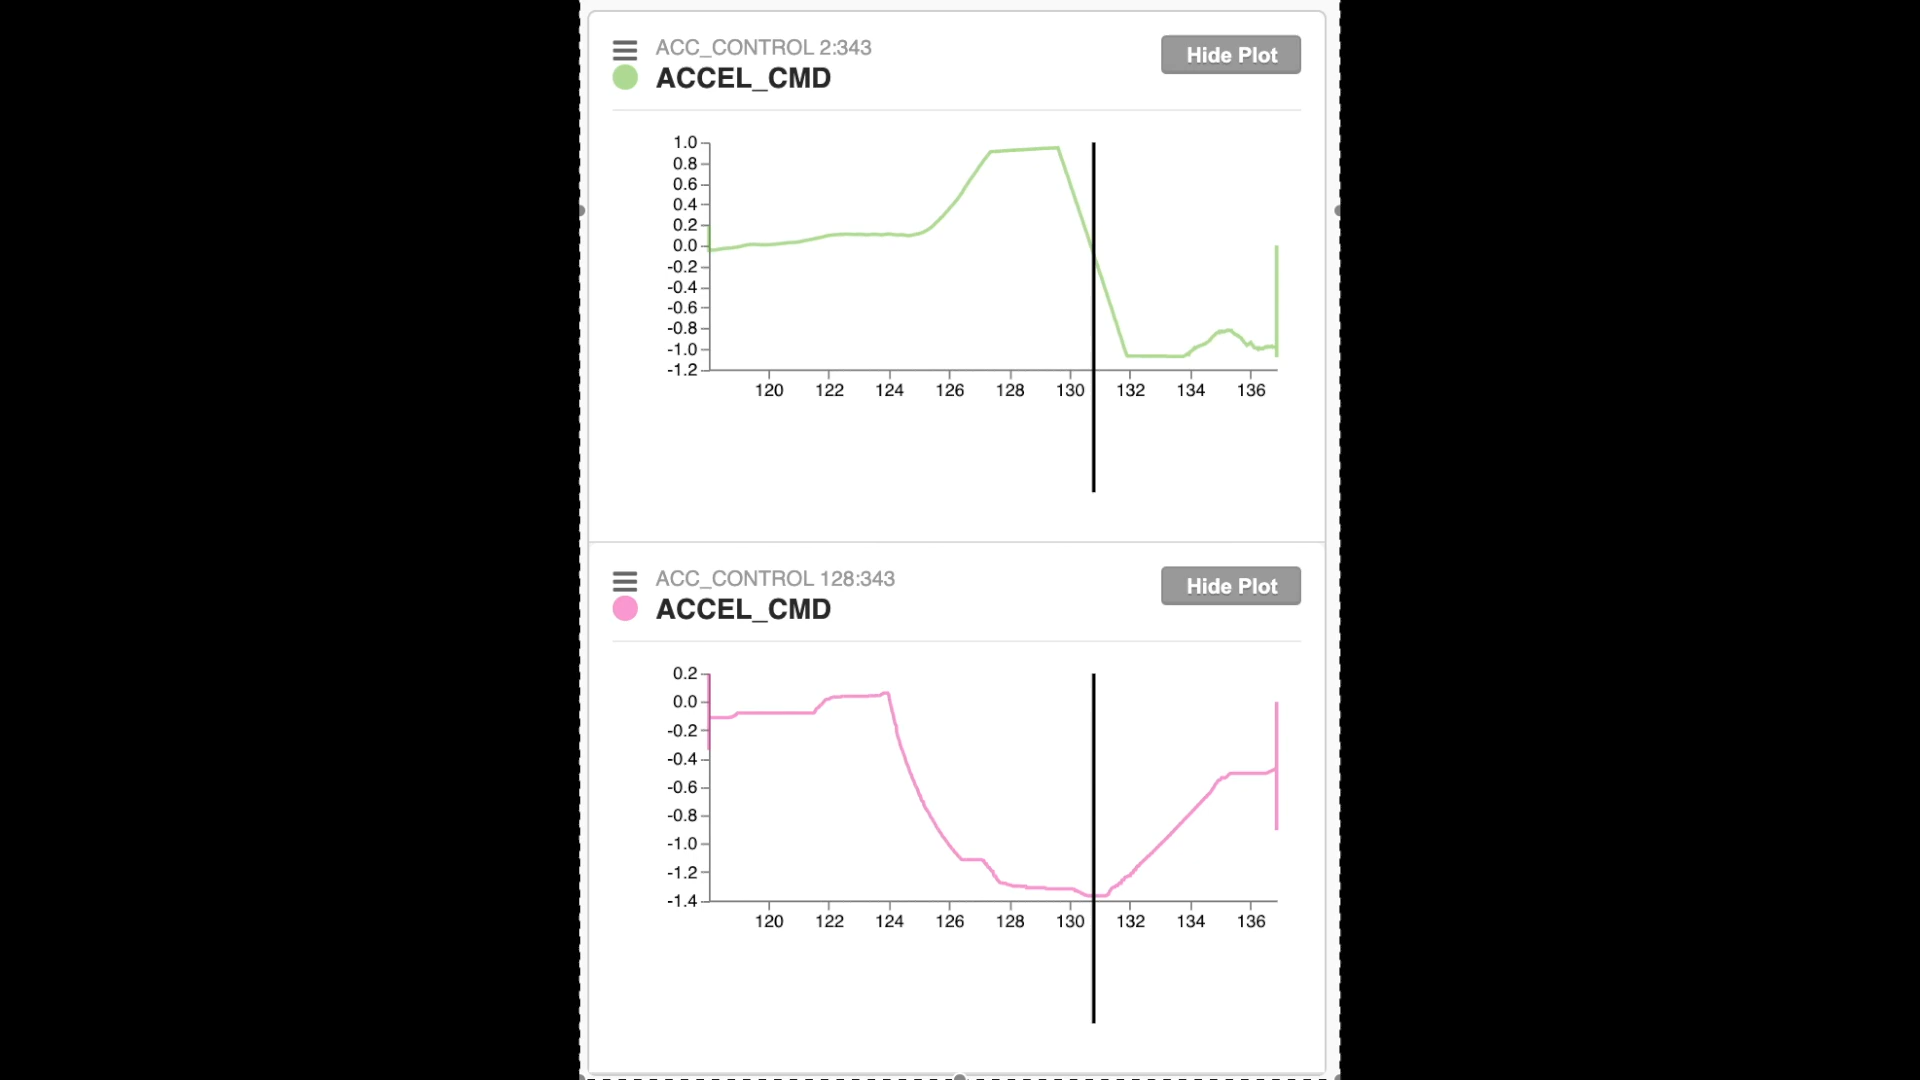 ACC_CONTROL 2:343
Hide Plot
ACCEL_CMD
1.0
0.8
0.6
0.4
0.2
0.0
-0.2
-0.4
-0.6
-0.8
-1.0
-1.2
120 122 124 126 128 130 132 134 136
ACC_CONTROL 128:343
Hide Plot
ACCEL_CMD
0.2
0.0
-0.2
-0.4
-0.6
-0.8
-1.0
-1.2
-1.4
120 122 124 126 128 130 132 134 136